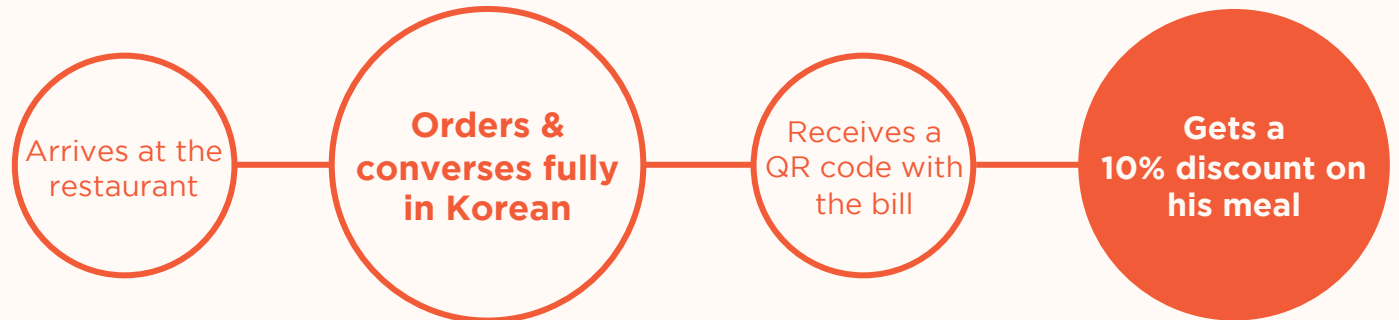 Arrives at the
restaurant
Orders &
converses fully
in Korean
Receives a
QR code with
the bill
Gets a
10% discount on
his meal